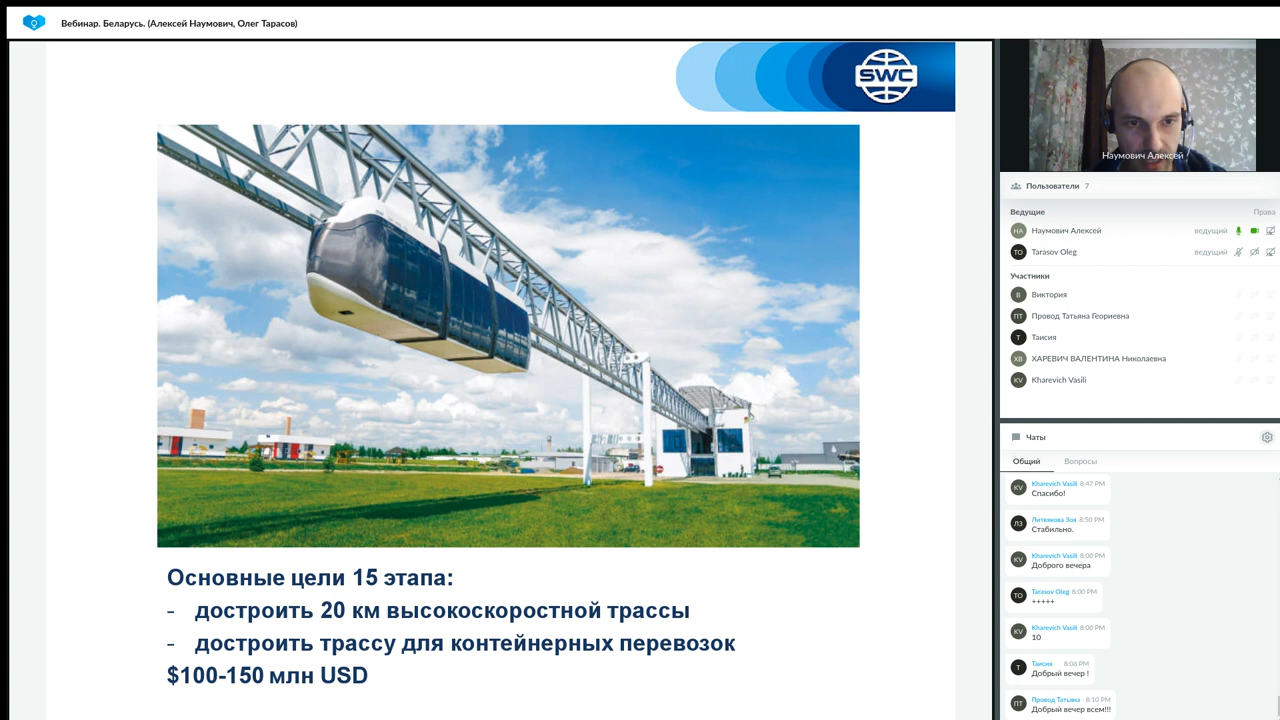 Вебинар. Беларусь. (Алексей Наумович, Олег Тарасов)
SWC
Основные цели 15 этапа:
- достроить 20 км высокоскоростной трассы
- достроить трассу для контейнерных перевозок
$100-150 млн USD
Наумович Алексей
Пользователи 7
Ведущие Права
НА Наумович Алексей ведущий
TO Tarasov Oleg ведущий
Участники
В Виктория
ПТ Провод Татьяна Геориевна
Т Таисия
ХВ ХАРЕВИЧ ВАЛЕНТИНА Николаевна
KV Kharevich Vasili
Чаты
Общий Вопросы
KV Kharevich Vasili 8:47 PM
Спасибо!
ЛЗ Литвякова Зоя 8:50 PM
Стабильно.
KV Kharevich Vasili 8:00 PM
Доброго вечера
TO Tarasov Oleg 8:00 PM
+++++
KV Kharevich Vasili 8:00 PM
10
Т Таисия 8:06 PM
Добрый вечер !
ПТ Провод Татьяна 8:10 PM
Добрый вечер всем!!!